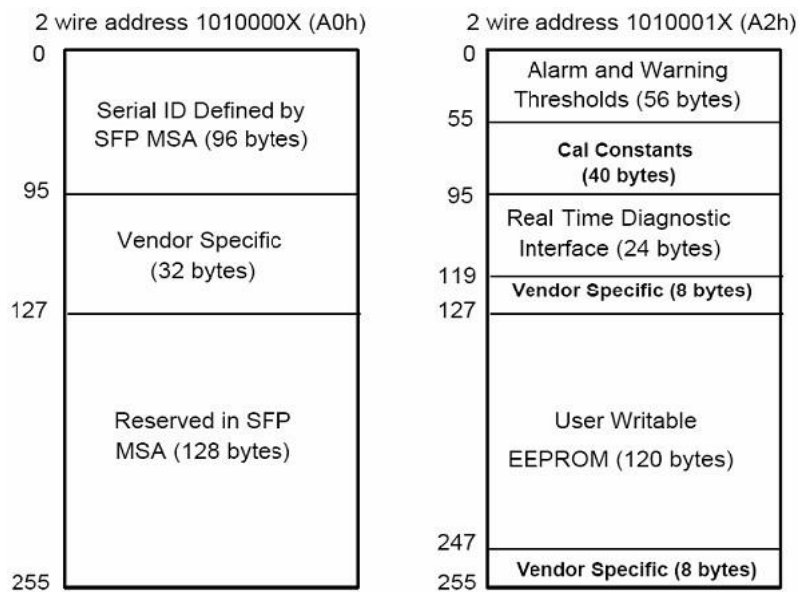 2 wire address 1010000X (A0h)
0
Serial ID Defined by
SFP MSA (96 bytes)
95
Vendor Specific
(32 bytes)
127
Reserved in SFP
MSA (128 bytes)
255
2 wire address 1010001X (A2h)
0
Alarm and Warning
Thresholds (56 bytes)
55
Cal Constants
(40 bytes)
95
Real Time Diagnostic
Interface (24 bytes)
119
Vendor Specific (8 bytes)
127
User Writable
EEPROM (120 bytes)
247
Vendor Specific (8 bytes)
255